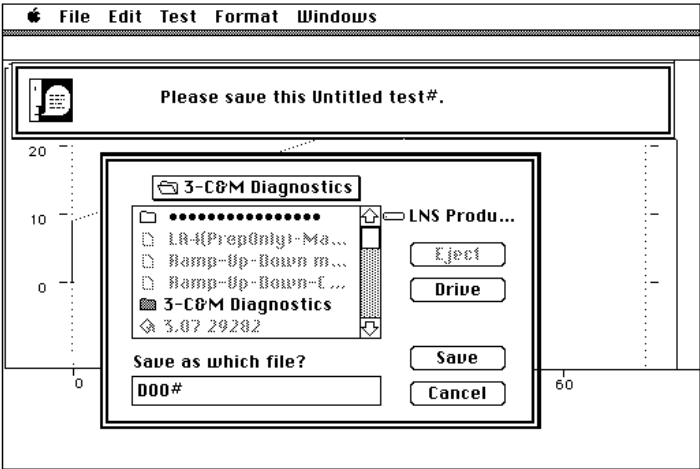 File Edit Test Format Windows
Please save this Untitled test#.
20
10
0
0
60
3-C&M Diagnostics
••••••••••••••••
LA-4(PrepOnly)-Ma...
Ramp-Up-Down m...
Ramp-Up-Down-C...
3-C&M Diagnostics
3.07 29282
LNS Produ...
Eject
Drive
Save as which file?
D00#
Save
Cancel